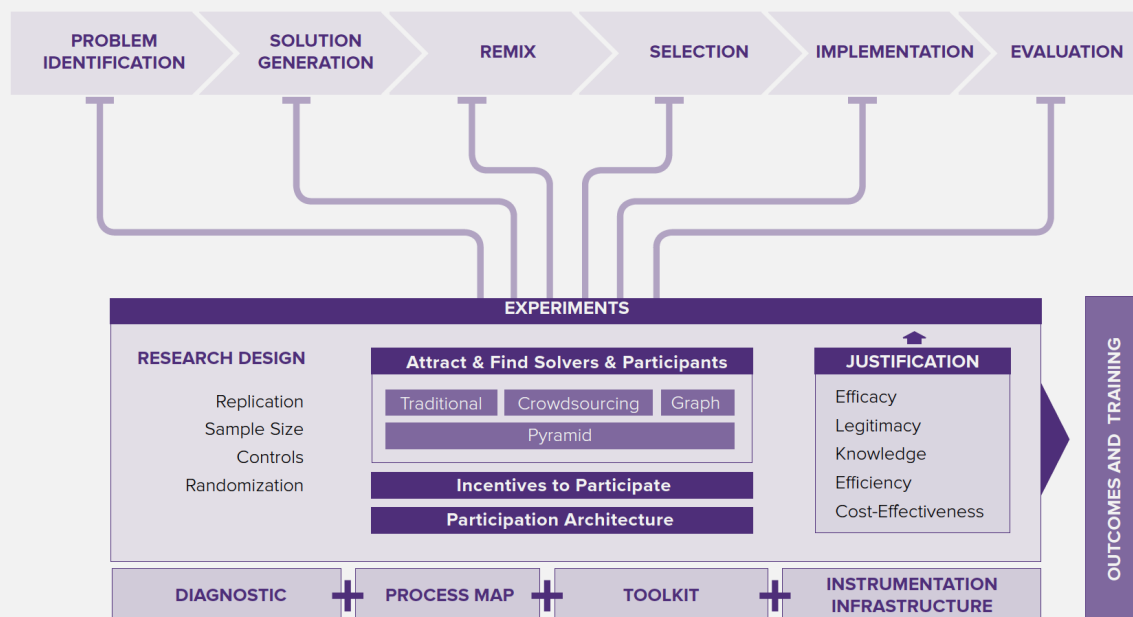 PROBLEM
IDENTIFICATION
SOLUTION
GENERATION
REMIX
SELECTION
IMPLEMENTATION
EVALUATION
EXPERIMENTS
RESEARCH DESIGN
Replication
Sample Size
Controls
Randomization
Attract & Find Solvers & Participants
Traditional
Crowdsourcing
Graph
Pyramid
Incentives to Participate
Participation Architecture
JUSTIFICATION
Efficacy
Legitimacy
Knowledge
Efficiency
Cost-Effectiveness
OUTCOMES AND TRAINING
DIAGNOSTIC
PROCESS MAP
TOOLKIT
INSTRUMENTATION
INFRASTRUCTURE